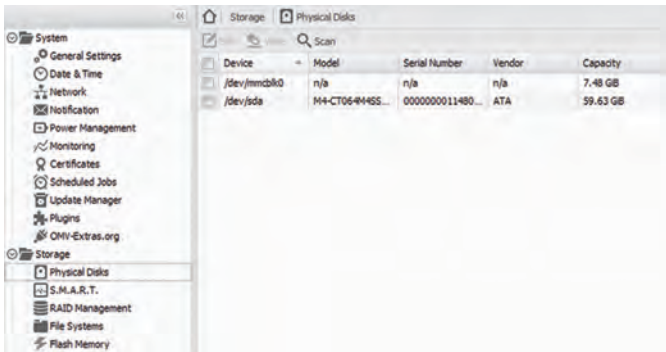 Storage Physical Disks
System
General Settings
Date & Time
Network
Notification
Power Management
Monitoring
Certificates
Scheduled Jobs
Update Manager
Plugins
OMV-Extras.org
Storage
Physical Disks
S.M.A.R.T.
RAID Management
File Systems
Flash Memory
Scan
Device Model Serial Number Vendor Capacity
/dev/mmcblk0 n/a n/a n/a 7.48 GB
/dev/sda M4-CT064M4SS... 0000000011480... ATA 59.63 GB